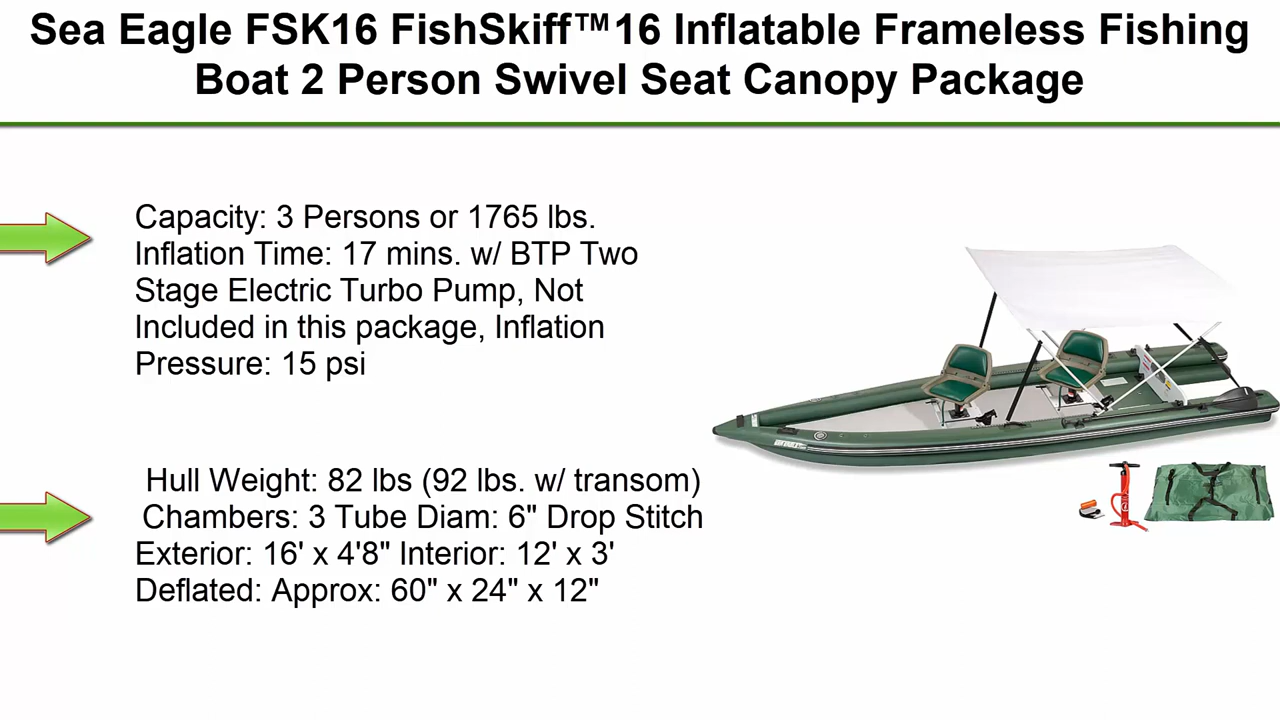 Sea Eagle FSK16 FishSkiff™16 Inflatable Frameless Fishing
Boat 2 Person Swivel Seat Canopy Package
Capacity: 3 Persons or 1765 lbs.
Inflation Time: 17 mins. w/ BTP Two
Stage Electric Turbo Pump, Not
Included in this package, Inflation
Pressure: 15 psi
Hull Weight: 82 lbs (92 lbs. w/ transom)
Chambers: 3 Tube Diam: 6" Drop Stitch
Exterior: 16' x 4'8" Interior: 12' x 3'
Deflated: Approx: 60" x 24" x 12"